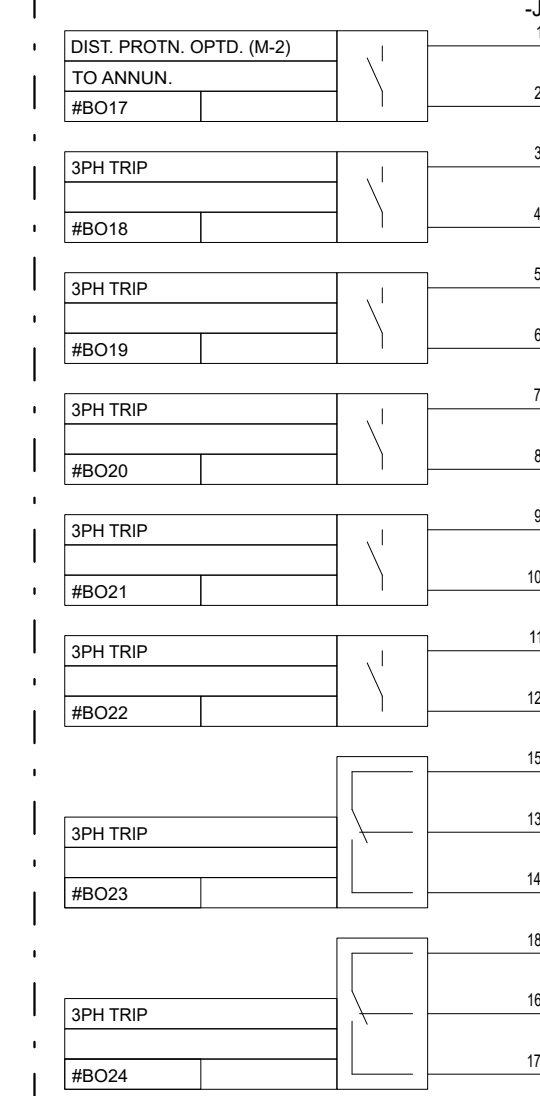 -J
1
DIST. PROTN. OPTD. (M-2)
TO ANNUN.
2
#BO17
3
3PH TRIP
4
#BO18
5
3PH TRIP
6
#BO19
7
3PH TRIP
8
#BO20
9
3PH TRIP
10
#BO21
11
3PH TRIP
12
#BO22
15
13
3PH TRIP
14
#BO23
18
16
3PH TRIP
17
#BO24